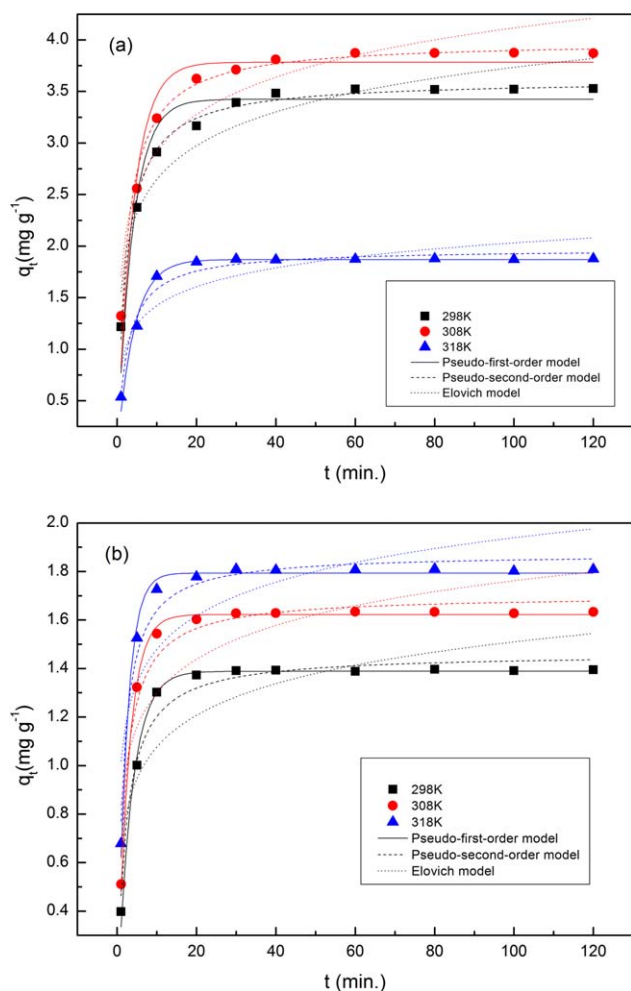 (a)
4.0
3.5
3.0
2.5
2.0
1.5
1.0
0.5
qₜ(mg g⁻¹)
298K
308K
318K
Pseudo-first-order model
Pseudo-second-order model
Elovich model
0 20 40 60 80 100 120
t (min.)
(b)
2.0
1.8
1.6
1.4
1.2
1.0
0.8
0.6
0.4
qₜ(mg g⁻¹)
298K
308K
318K
Pseudo-first-order model
Pseudo-second-order model
Elovich model
0 20 40 60 80 100 120
t (min.)